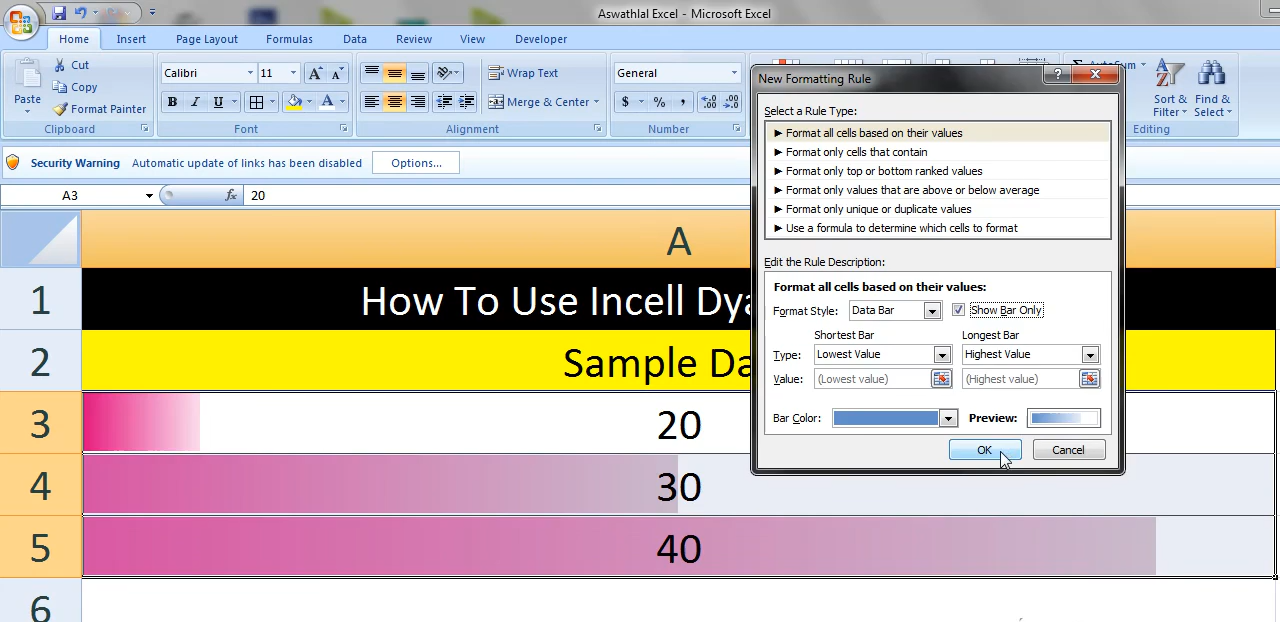 Aswathlal Excel - Microsoft Excel
Home Insert Page Layout Formulas Data Review View Developer
Paste Cut Copy Format Painter
Clipboard
Calibri 11 A A
B I U A
Font
Wrap Text
Merge & Center
Alignment
General
$ % , .00
Number
AutoSum
Sort & Filter
Find & Select
Editing
Security Warning Automatic update of links has been disabled Options...
A3 fx 20
A
1 How To Use Incell
2 Sample
3 20
4 30
5 40
6
New Formatting Rule
Select a Rule Type:
► Format all cells based on their values
► Format only cells that contain
► Format only top or bottom ranked values
► Format only values that are above or below average
► Format only unique or duplicate values
► Use a formula to determine which cells to format
Edit the Rule Description:
Format all cells based on their values:
Format Style: Data Bar Show Bar Only
Shortest Bar Longest Bar
Type: Lowest Value Highest Value
Value: (Lowest value) (Highest value)
Bar Color: Preview:
OK Cancel